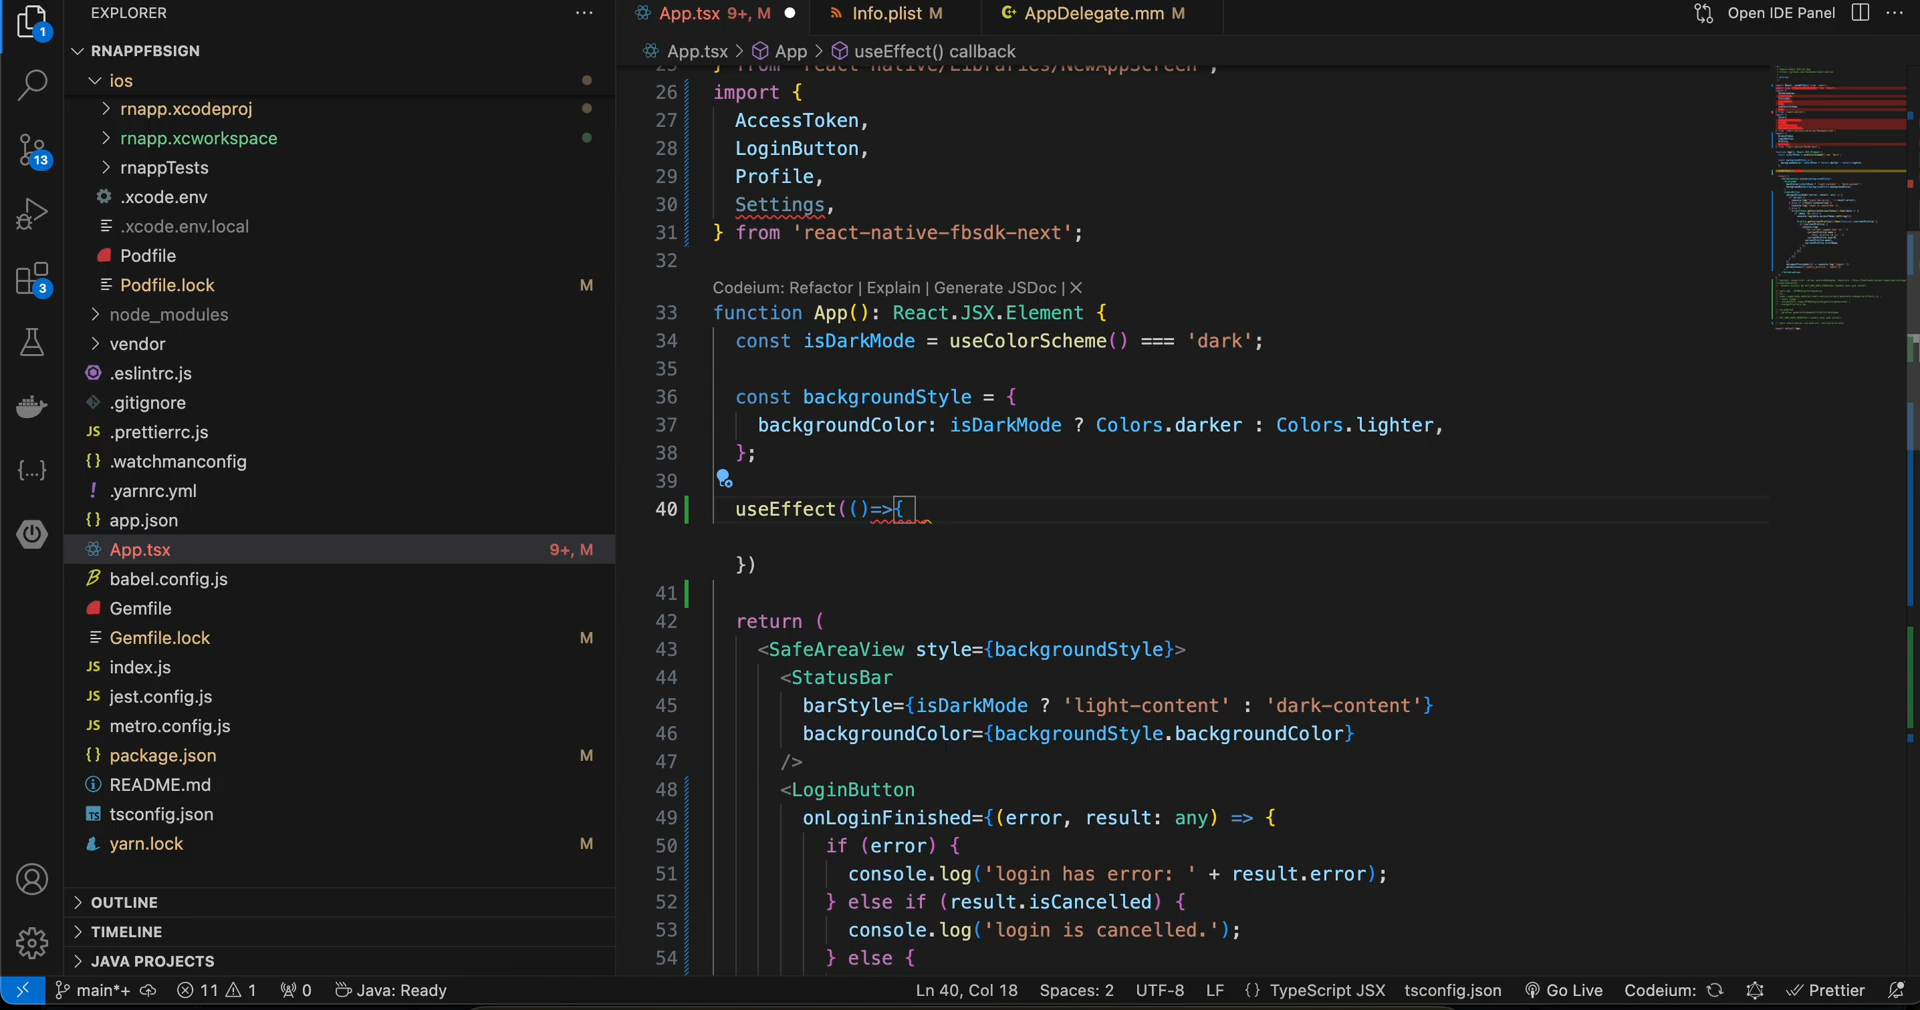 EXPLORER
RNAPPFBSIGN
ios
rnapp.xcodeproj
rnapp.xcworkspace
rnappTests
.xcode.env
.xcode.env.local
Podfile
Podfile.lock M
node_modules
vendor
.eslintrc.js
.gitignore
.prettierrc.js
.watchmanconfig
.yarnrc.yml
app.json
App.tsx 9+, M
babel.config.js
Gemfile
Gemfile.lock M
index.js
jest.config.js
metro.config.js
package.json M
README.md
tsconfig.json
yarn.lock M
OUTLINE
TIMELINE
JAVA PROJECTS
1
13
3
App.tsx 9+, M
Info.plist M
AppDelegate.mm M
Open IDE Panel
App.tsx > App > useEffect() callback
25 } from 'react-native/Libraries/NewAppScreen';
26 import {
27 AccessToken,
28 LoginButton,
29 Profile,
30 Settings,
31 } from 'react-native-fbsdk-next';
32
Codeium: Refactor | Explain | Generate JSDoc | X
33 function App(): React.JSX.Element {
34 const isDarkMode = useColorScheme() === 'dark';
35
36 const backgroundStyle = {
37 backgroundColor: isDarkMode ? Colors.darker : Colors.lighter,
38 };
39
40 useEffect(()=>{
})
41
42 return (
43 <SafeAreaView style={backgroundStyle}>
44 <StatusBar
45 barStyle={isDarkMode ? 'light-content' : 'dark-content'}
46 backgroundColor={backgroundStyle.backgroundColor}
47 />
48 <LoginButton
49 onLoginFinished={(error, result: any) => {
50 if (error) {
51 console.log('login has error: ' + result.error);
52 } else if (result.isCancelled) {
53 console.log('login is cancelled.');
54 } else {
main*+ 11 1 0 Java: Ready Ln 40, Col 18 Spaces: 2 UTF-8 LF {} TypeScript JSX tsconfig.json Go Live Codeium: Prettier